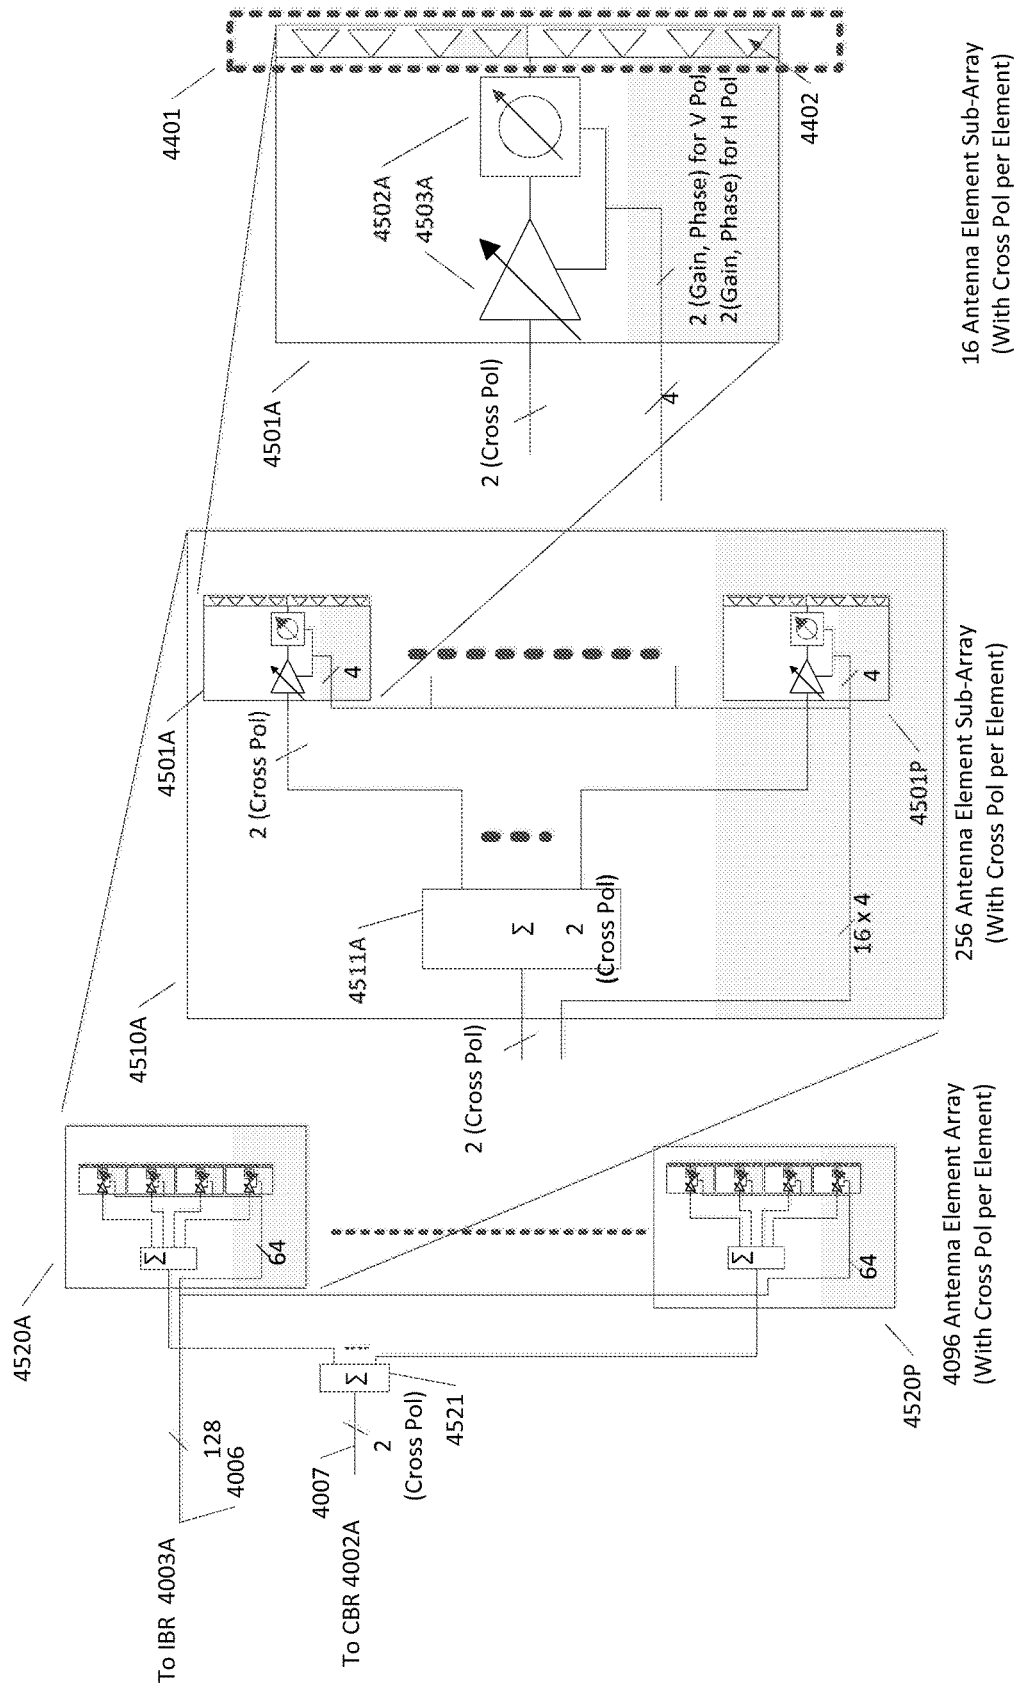 4520A
64
64
4520P
To IBR 4003A
128
4006
4007
To CBR 4002A
Σ
Σ
Σ
2
(Cross Pol)
4521
4096 Antenna Element Array
(With Cross Pol per Element)
4510A
4501A
2 (Cross Pol)
4
4511A
Σ
2
(Cross Pol)
2 (Cross Pol)
4
16 x 4
4501P
256 Antenna Element Sub-Array
(With Cross Pol per Element)
4401
4502A
4503A
4501A
2 (Cross Pol)
4
2 (Gain, Phase) for V Pol
2(Gain, Phase) for H Pol
4402
16 Antenna Element Sub-Array
(With Cross Pol per Element)